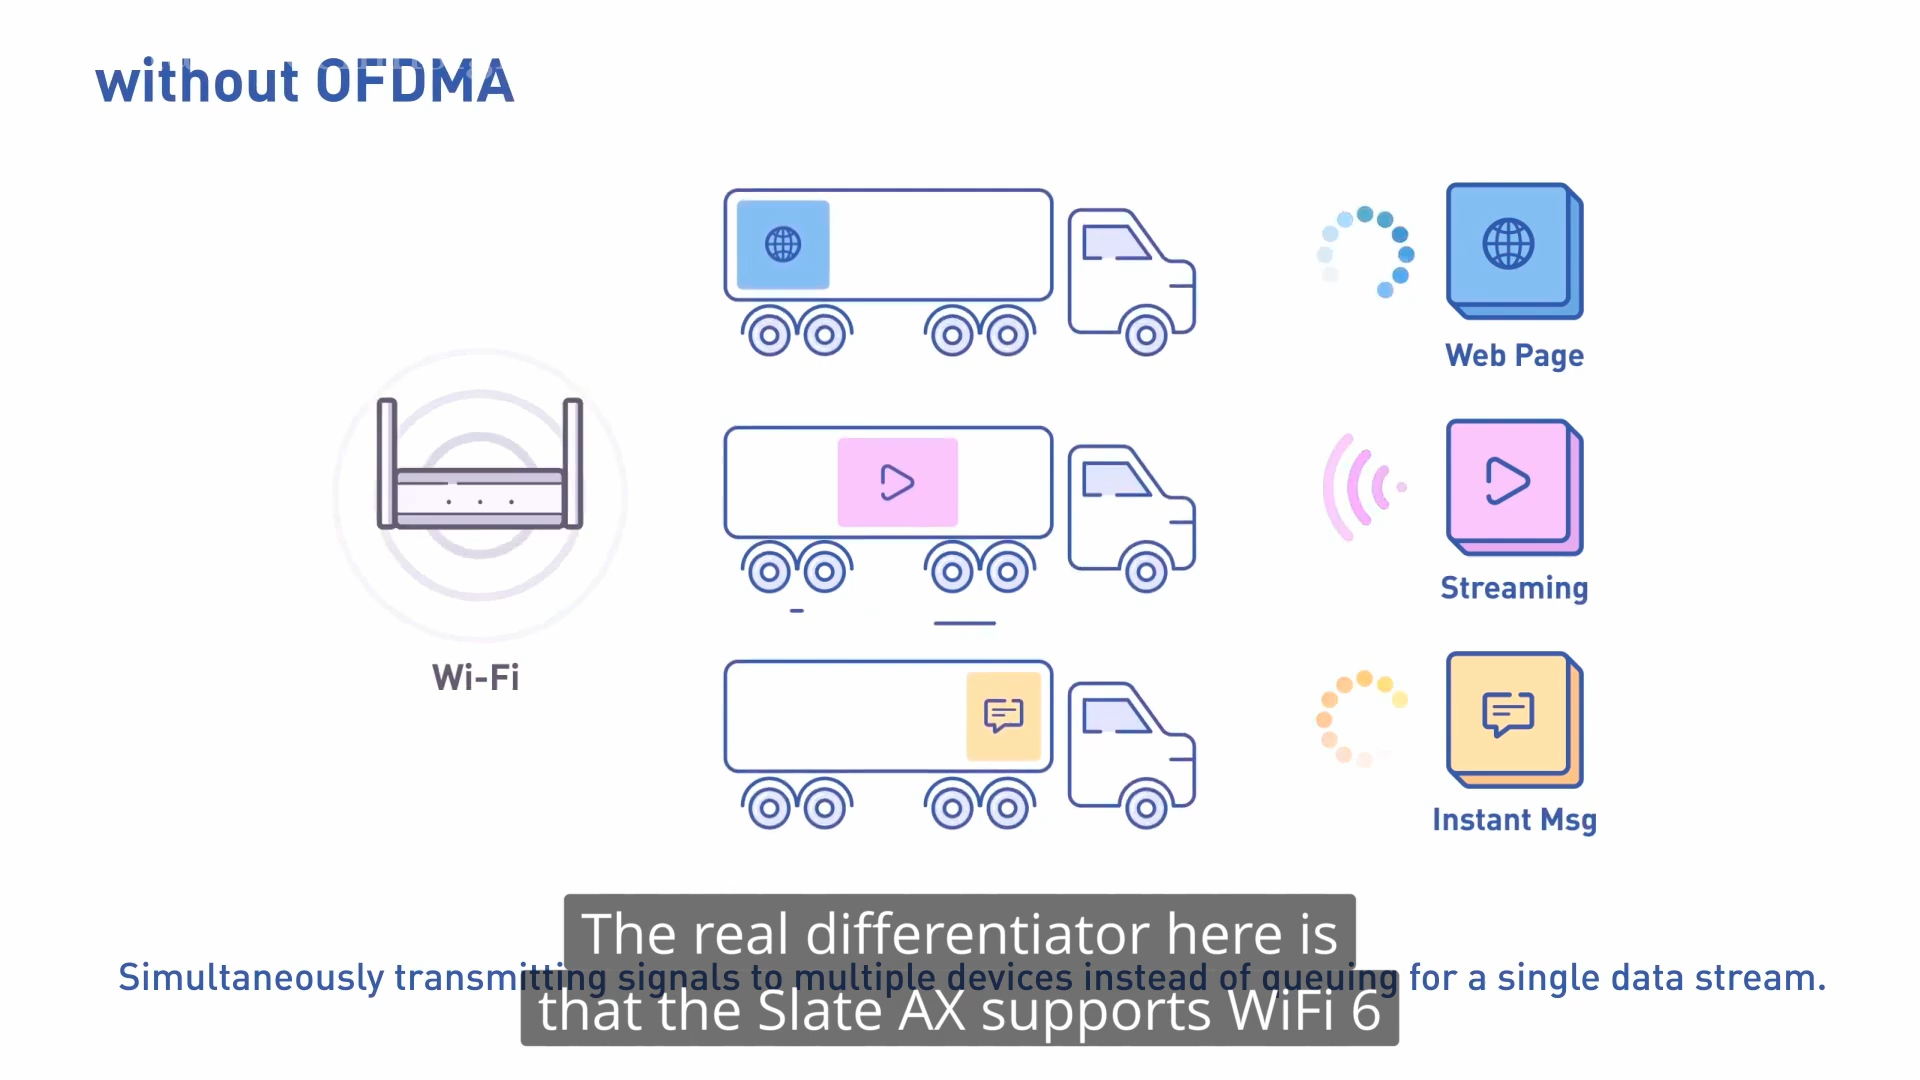 without OFDMA
Web Page
Streaming
Wi-Fi
Instant Msg
The real differentiator here is
Simultaneously transmitting signals to multiple devices instead of queuing for a single data stream.
that the Slate AX supports WiFi 6